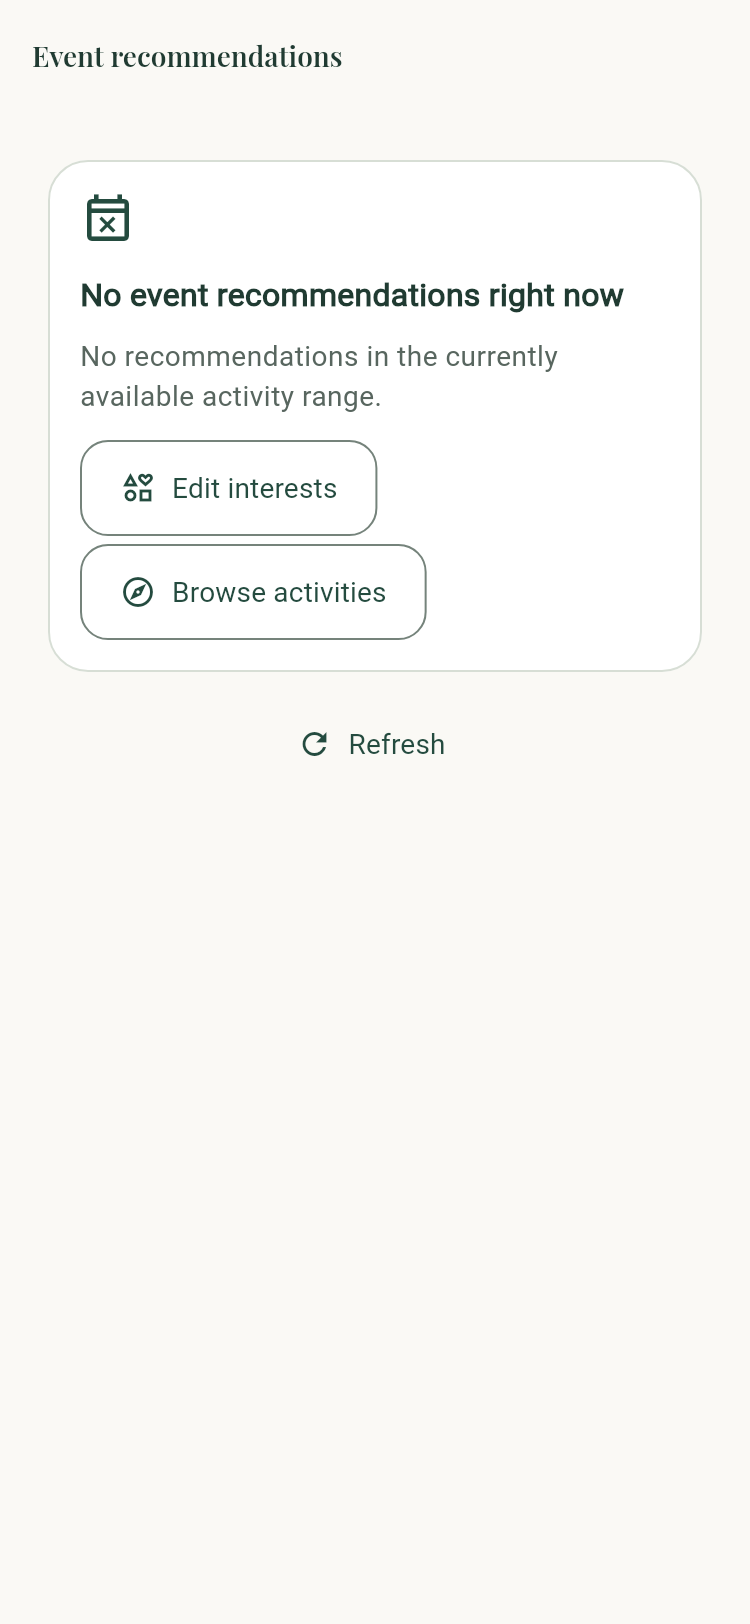 Event recommendations
No event recommendations right now
No recommendations in the currently
available activity range.
Edit interests
Browse activities
Refresh